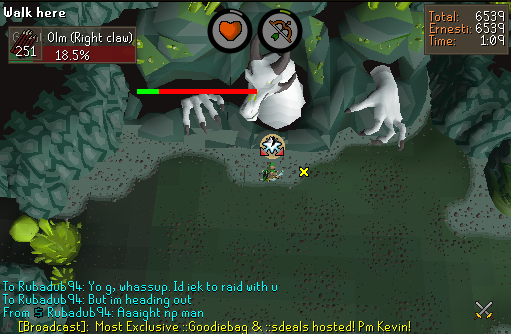 Walk here
Olm (Right claw)
251
18.5%
Total: 6539
Ernesti: 6539
Time: 1:09
To Rubadub94: Yo g, whassup. Id iek to raid with u
To Rubadub94: But im heading out
From Rubadub94: Aaaight np man
[Broadcast]: Most Exclusive ::Goodiebag & ::sdeals hosted! Pm Kevin!